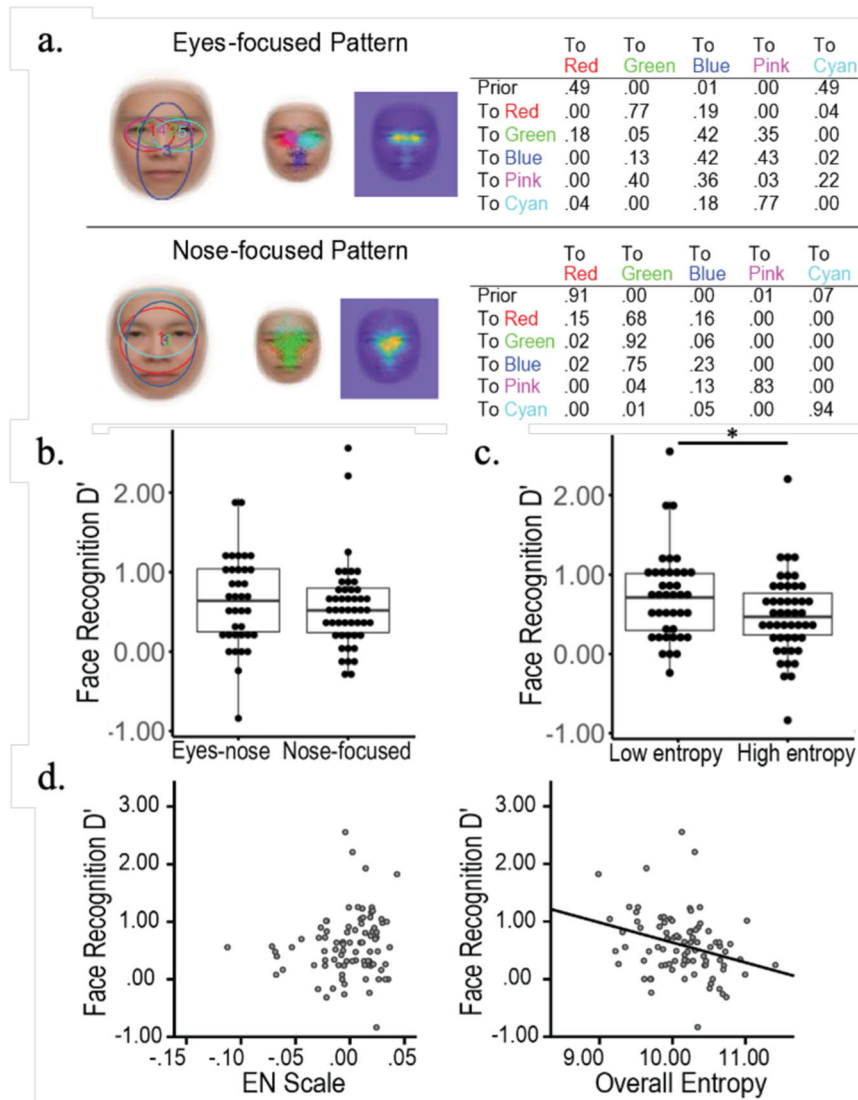 a.
Eyes-focused Pattern
To To To To To
Red Green Blue Pink Cyan
Prior .49 .00 .01 .00 .49
To Red .00 .77 .19 .00 .04
To Green .18 .05 .42 .35 .00
To Blue .00 .13 .42 .43 .02
To Pink .00 .40 .36 .03 .22
To Cyan .04 .00 .18 .77 .00
Nose-focused Pattern
To To To To To
Red Green Blue Pink Cyan
Prior .91 .00 .00 .01 .07
To Red .15 .68 .16 .00 .00
To Green .02 .92 .06 .00 .00
To Blue .02 .75 .23 .00 .00
To Pink .00 .04 .13 .83 .00
To Cyan .00 .01 .05 .00 .94
b.
Face Recognition D'
2.00
1.00
0.00
-1.00
Eyes-nose Nose-focused
c.
*
Face Recognition D'
2.00
1.00
0.00
-1.00
Low entropy High entropy
d.
Face Recognition D'
3.00
2.00
1.00
.00
-1.00
-.15 -.10 -.05 .00 .05
EN Scale
Face Recognition D'
3.00
2.00
1.00
.00
-1.00
9.00 10.00 11.00
Overall Entropy